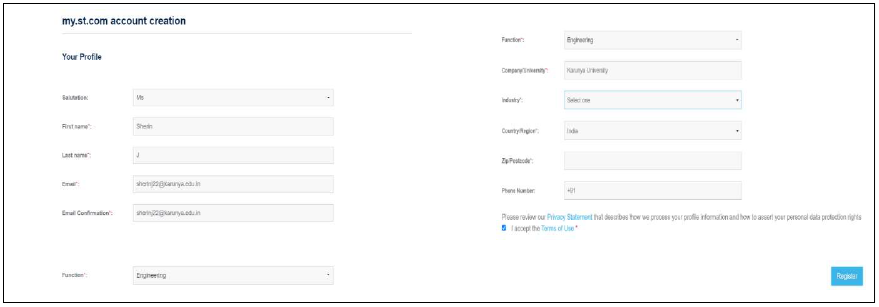 my.st.com account creation
Your Profile
Salutation: Ms
First name*: Sherin
Last name*: J
Email*: sherinj22@karunya.edu.in
Email Confirmation*: sherinj22@karunya.edu.in
Function*: Engineering
Function*: Engineering
Company/University*: Karunya University
Industry*: Select one
Country/Region*: India
Zip/Postcode*:
Phone Number:
Please review our Privacy Statement that describes how we process your profile information and how to assert your personal data protection rights
I accept the Terms of Use *
Register